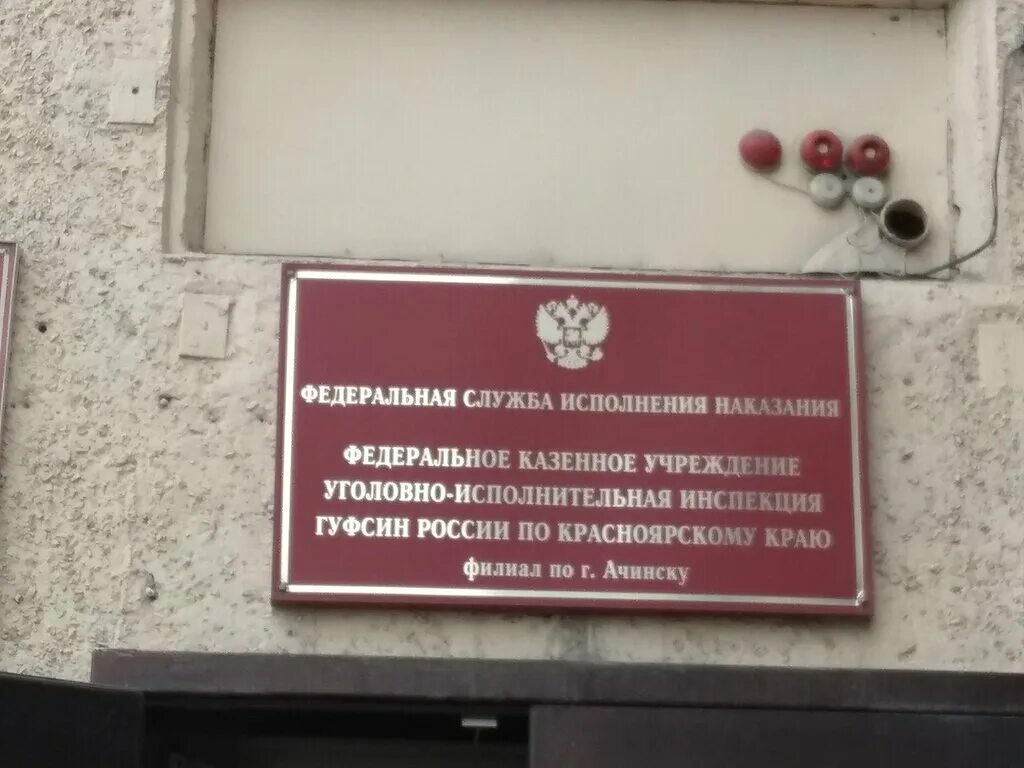 ФЕДЕРАЛЬНАЯ СЛУЖБА ИСПОЛНЕНИЯ НАКАЗАНИЯ
ФЕДЕРАЛЬНОЕ КАЗЕННОЕ УЧРЕЖДЕНИЕ
УГОЛОВНО-ИСПОЛНИТЕЛЬНАЯ ИНСПЕКЦИЯ
ГУФСИН РОССИИ ПО КРАСНОЯРСКОМУ КРАЮ
филиал по г. Ачинску